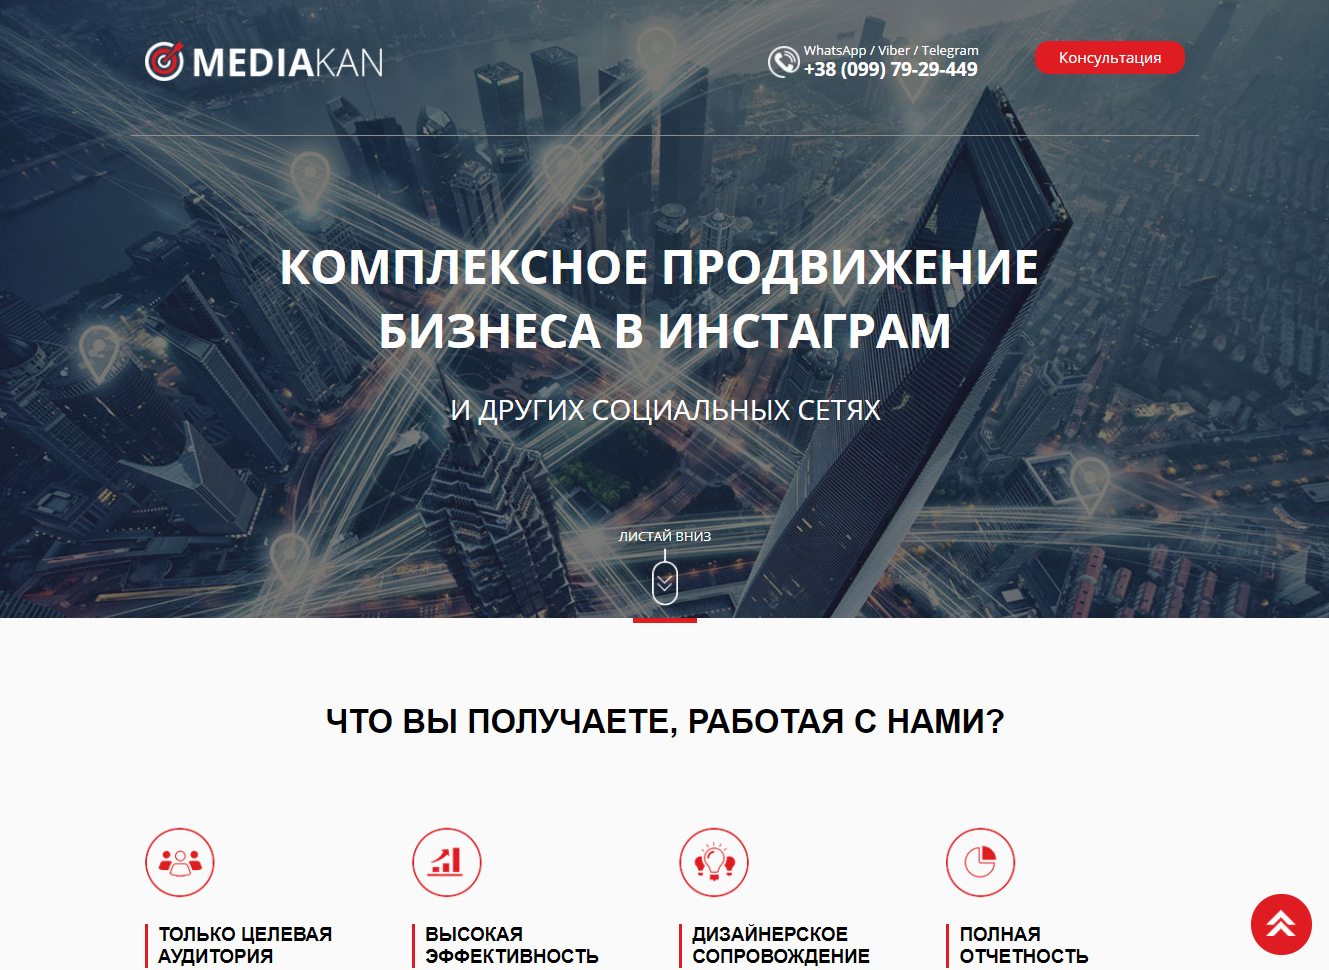 MEDIAKAN
WhatsApp / Viber / Telegram
+38 (099) 79-29-449
Консультация
КОМПЛЕКСНОЕ ПРОДВИЖЕНИЕ
БИЗНЕСА В ИНСТАГРАМ
И ДРУГИХ СОЦИАЛЬНЫХ СЕТЯХ
ЛИСТАЙ ВНИЗ
ЧТО ВЫ ПОЛУЧАЕТЕ, РАБОТАЯ С НАМИ?
ТОЛЬКО ЦЕЛЕВАЯ
АУДИТОРИЯ
ВЫСОКАЯ
ЭФФЕКТИВНОСТЬ
ДИЗАЙНЕРСКОЕ
СОПРОВОЖДЕНИЕ
ПОЛНАЯ
ОТЧЕТНОСТЬ